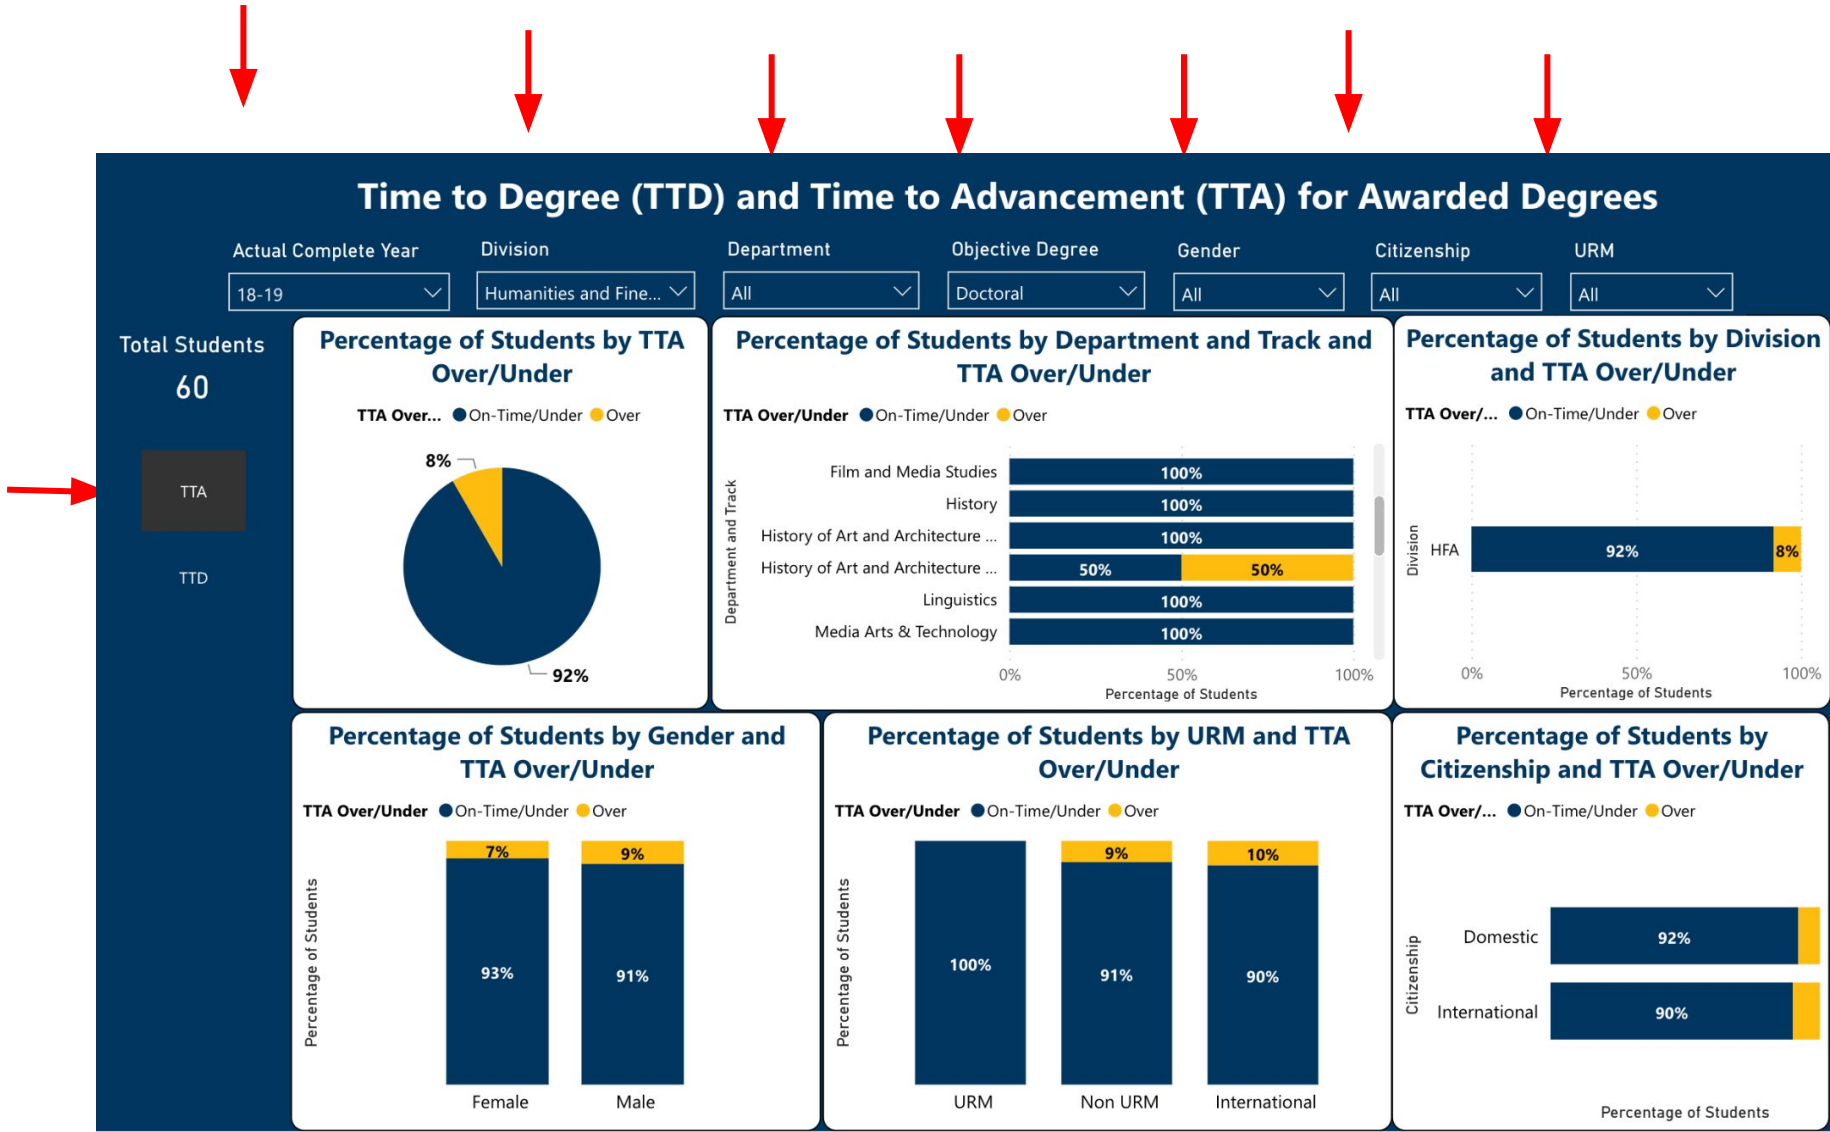 Time to Degree (TTD) and Time to Advancement (TTA) for Awarded Degrees
Actual Complete Year
18-19
Division
Humanities and Fine...
Department
All
Objective Degree
Doctoral
Gender
All
Citizenship
All
URM
All
Total Students
60
TTA
TTD
Percentage of Students by TTA
Over/Under
TTA Over... On-Time/Under Over
8%
92%
Percentage of Students by Department and Track and
TTA Over/Under
TTA Over/Under On-Time/Under Over
Department and Track
Film and Media Studies 100%
History 100%
History of Art and Architecture ... 100%
History of Art and Architecture ... 50% 50%
Linguistics 100%
Media Arts & Technology 100%
0% 50% 100%
Percentage of Students
Percentage of Students by Division
and TTA Over/Under
TTA Over/... On-Time/Under Over
Division
HFA 92% 8%
0% 50% 100%
Percentage of Students
Percentage of Students by Gender and
TTA Over/Under
TTA Over/Under On-Time/Under Over
Percentage of Students
7% 9%
93% 91%
Female Male
Percentage of Students by URM and TTA
Over/Under
TTA Over/Under On-Time/Under Over
Percentage of Students
9% 10%
100% 91% 90%
URM Non URM International
Percentage of Students by
Citizenship and TTA Over/Under
TTA Over/... On-Time/Under Over
Citizenship
Domestic 92%
International 90%
Percentage of Students